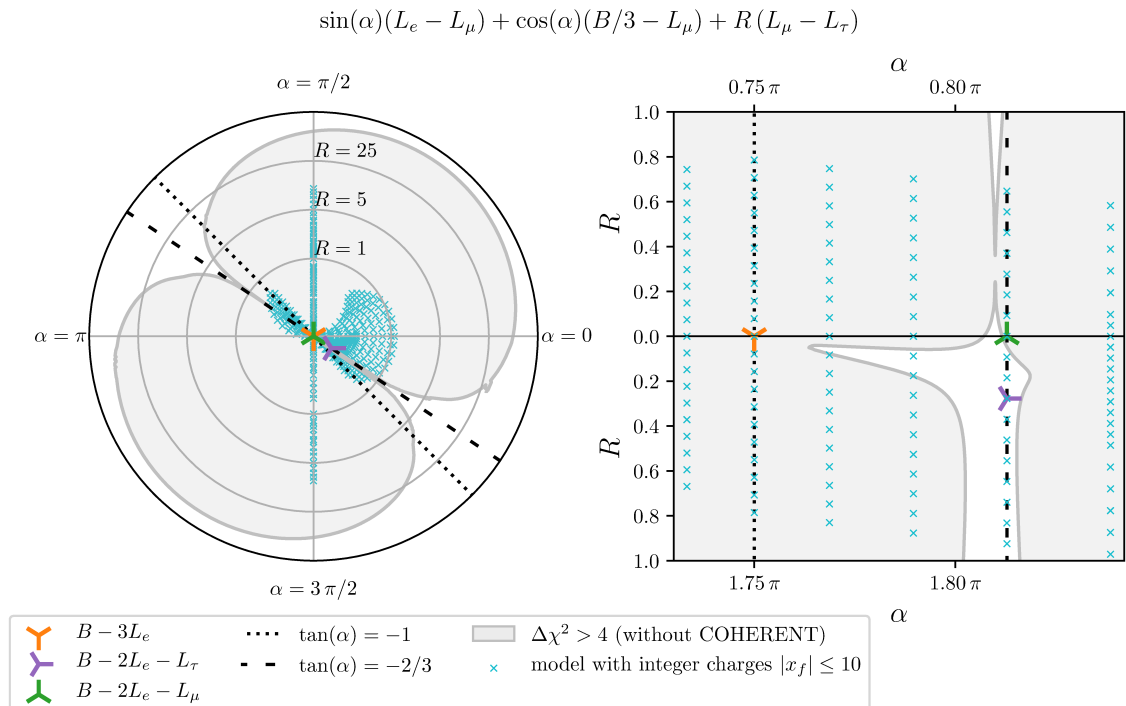 sin(α)(L_e − L_μ) + cos(α)(B/3 − L_μ) + R (L_μ − L_τ)
α = π/2
R = 25
R = 5
R = 1
α = π
α = 0
α = 3 π/2
α
0.75 π
0.80 π
1.0
0.8
0.6
0.4
0.2
0.0
0.2
0.4
0.6
0.8
1.0
R
R
1.75 π
1.80 π
α
B − 3L_e
B − 2L_e − L_τ
B − 2L_e − L_μ
tan(α) = −1
tan(α) = −2/3
Δχ² > 4 (without COHERENT)
model with integer charges |x_f| ≤ 10